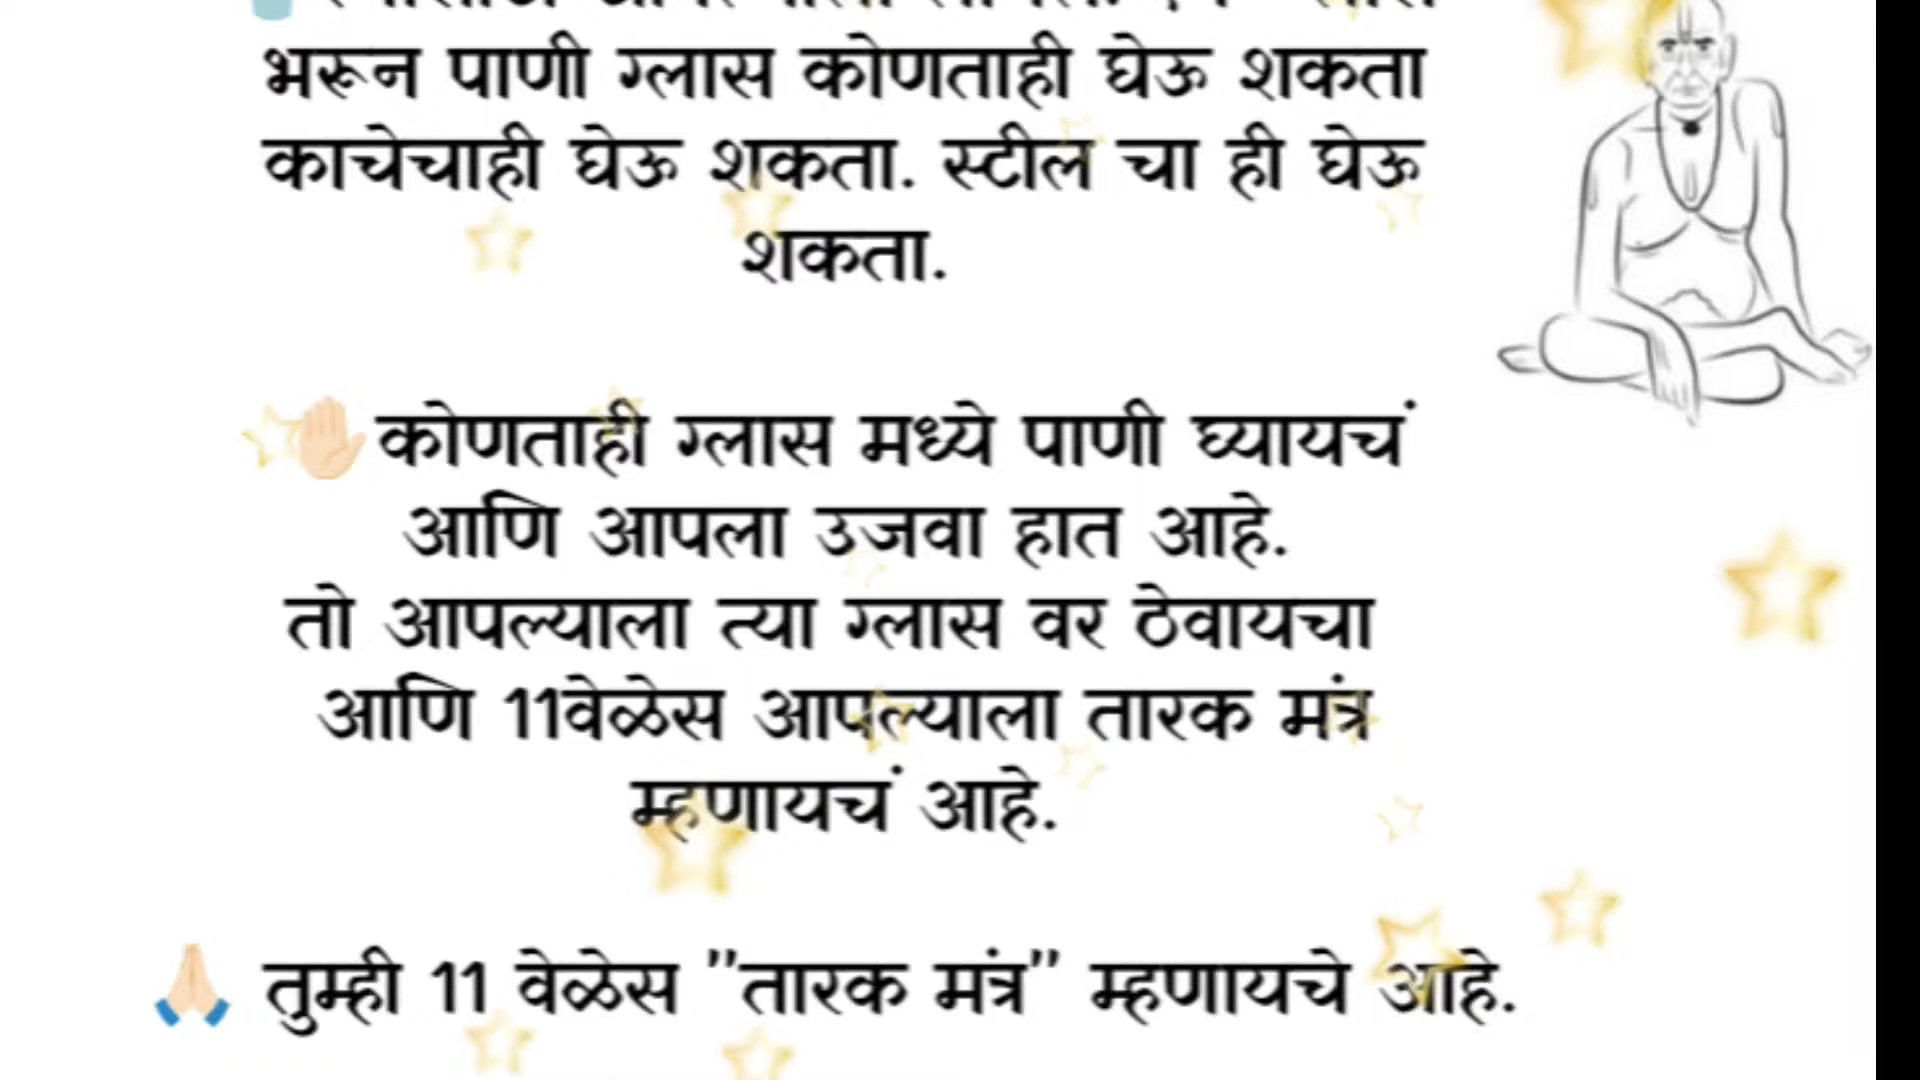 भरून पाणी ग्लास कोणताही घेऊ शकता
काचेचाही घेऊ शकता. स्टील चा ही घेऊ
शकता.
कोणताही ग्लास मध्ये पाणी घ्यायचं
आणि आपला उजवा हात आहे.
तो आपल्याला त्या ग्लास वर ठेवायचा
आणि 11वेळेस आपल्याला तारक मंत्र
म्हणायचं आहे.
तुम्ही 11 वेळेस "तारक मंत्र" म्हणायचे आहे.